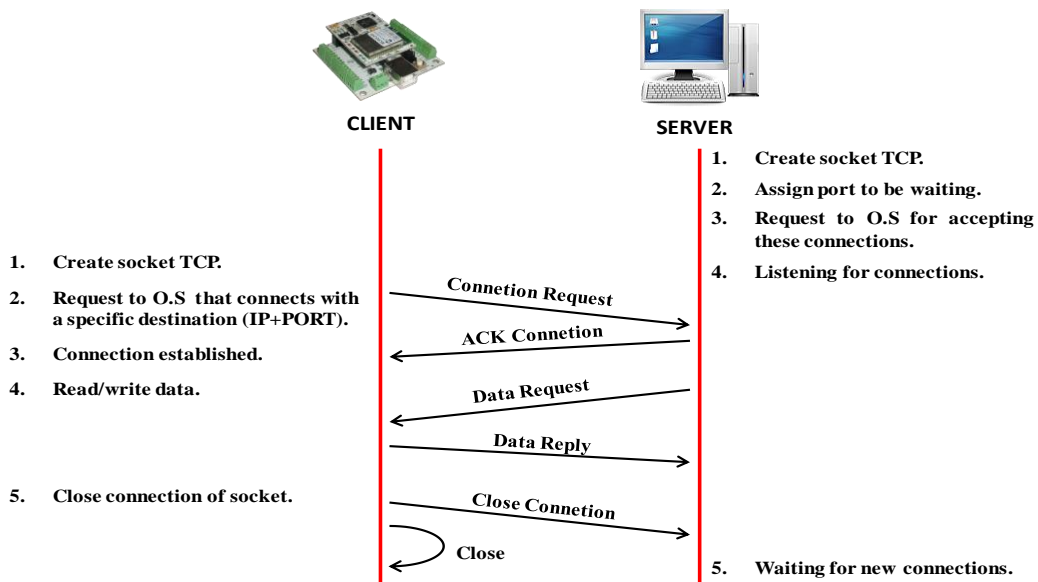 CLIENT
SERVER
1. Create socket TCP.
2. Assign port to be waiting.
3. Request to O.S for accepting
these connections.
4. Listening for connections.
1. Create socket TCP.
2. Request to O.S that connects with
a specific destination (IP+PORT).
3. Connection established.
4. Read/write data.
5. Close connection of socket.
Connetion Request
ACK Connetion
Data Request
Data Reply
Close Connetion
Close
5. Waiting for new connections.